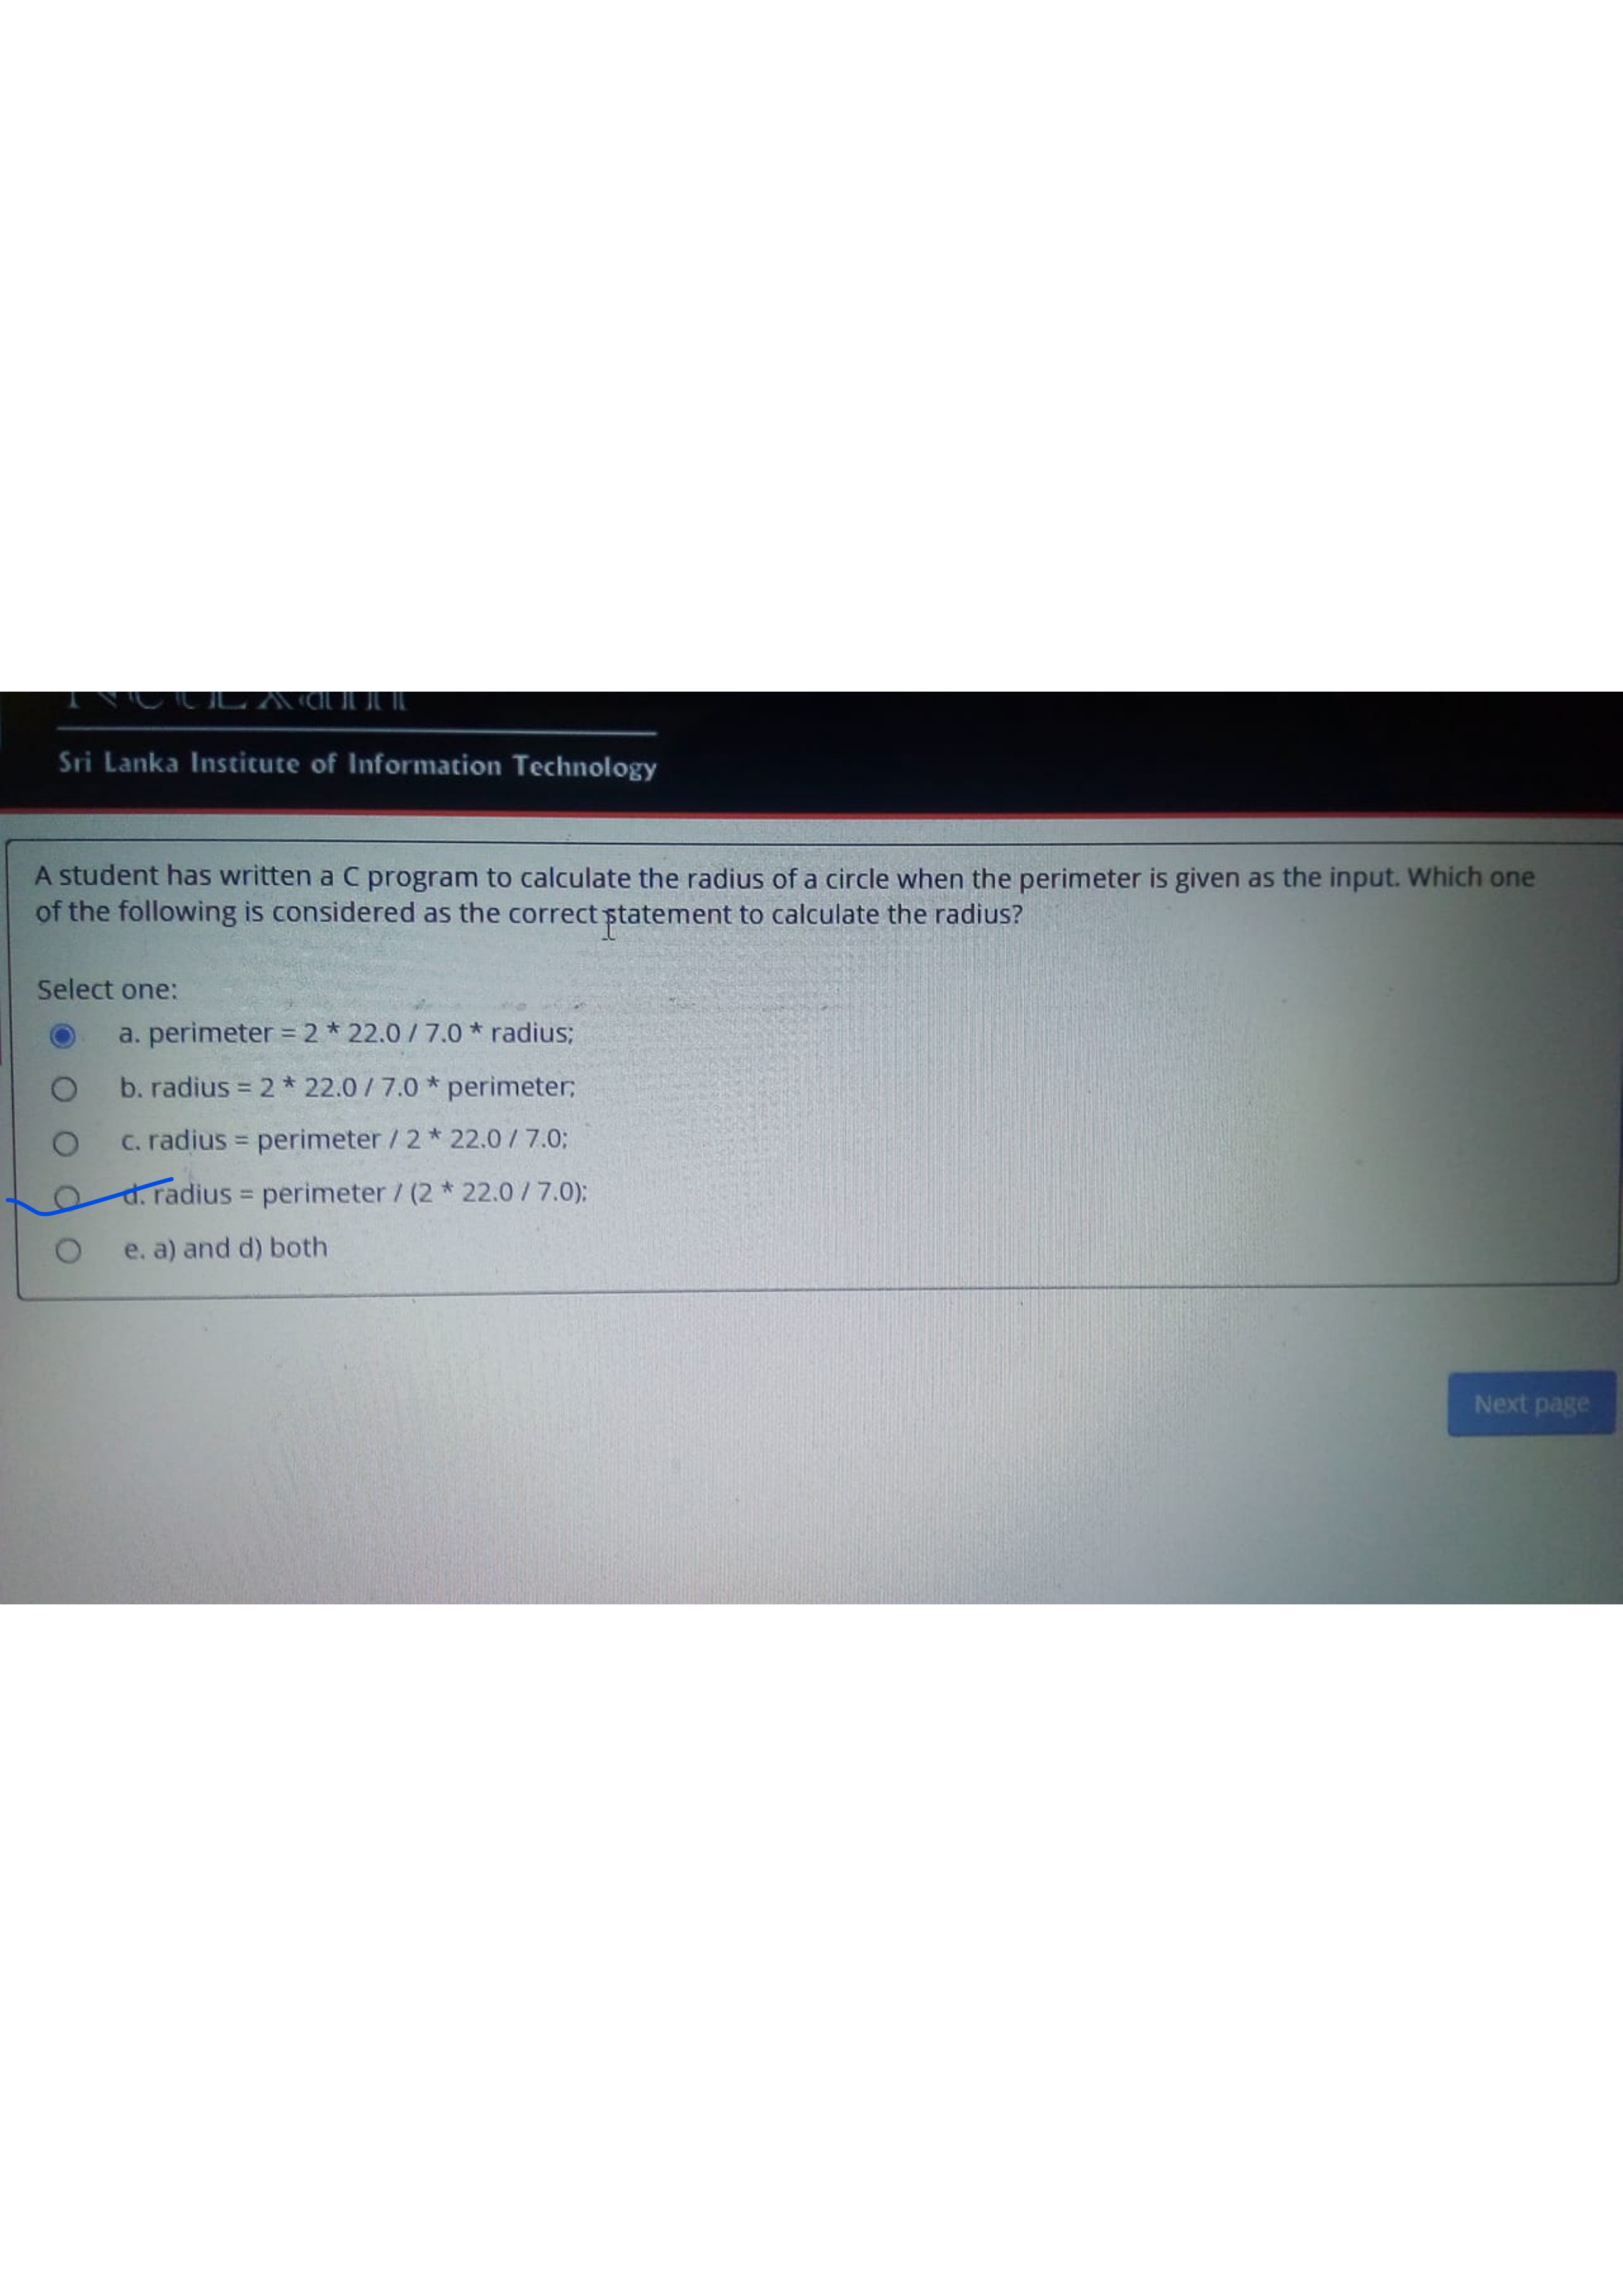 NetExam
Sri Lanka Institute of Information Technology
A student has written a C program to calculate the radius of a circle when the perimeter is given as the input. Which one
of the following is considered as the correct statement to calculate the radius?
Select one:
a. perimeter = 2 * 22.0 / 7.0 * radius;
b. radius = 2 * 22.0 / 7.0 * perimeter;
c. radius = perimeter / 2 * 22.0 / 7.0;
d. radius = perimeter / (2 * 22.0 / 7.0);
e. a) and d) both
Next page